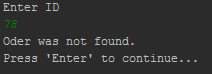 Enter ID
78
Oder was not found.
Press 'Enter' to continue...